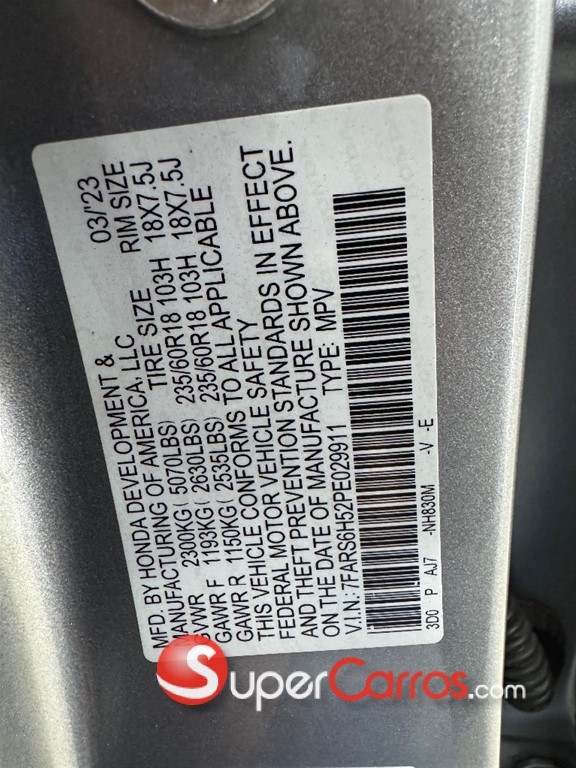 MFD. BY HONDA DEVELOPMENT & 03/'23
MANUFACTURING OF AMERICA, LLC TIRE SIZE RIM SIZE
GVWR 2300KG ( 5070LBS) 235/60R18 103H 18X7.5J
GAWR F 1193KG ( 2630LBS) 235/60R18 103H 18X7.5J
GAWR R 1150KG ( 2535LBS)
THIS VEHICLE CONFORMS TO ALL APPLICABLE
FEDERAL MOTOR VEHICLE SAFETY
AND THEFT PREVENTION STANDARDS IN EFFECT
ON THE DATE OF MANUFACTURE SHOWN ABOVE.
V.I.N.: 7FARS6H52PE029911 TYPE: MPV
3D0 P AJ7 -NH830M -V -E
SuperCarros.com